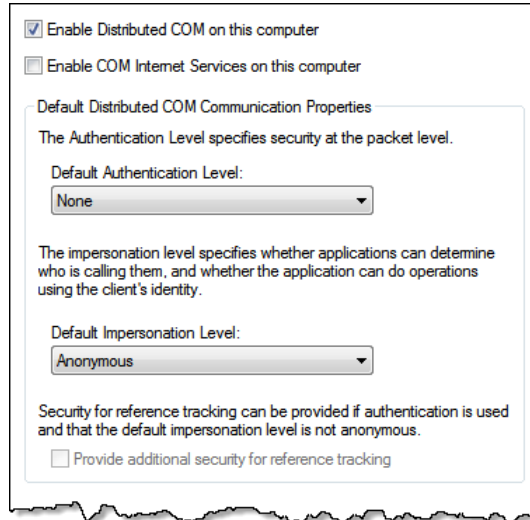 Enable Distributed COM on this computer
Enable COM Internet Services on this computer
Default Distributed COM Communication Properties
The Authentication Level specifies security at the packet level.
Default Authentication Level:
None
The impersonation level specifies whether applications can determine
who is calling them, and whether the application can do operations
using the client's identity.
Default Impersonation Level:
Anonymous
Security for reference tracking can be provided if authentication is used
and that the default impersonation level is not anonymous.
Provide additional security for reference tracking